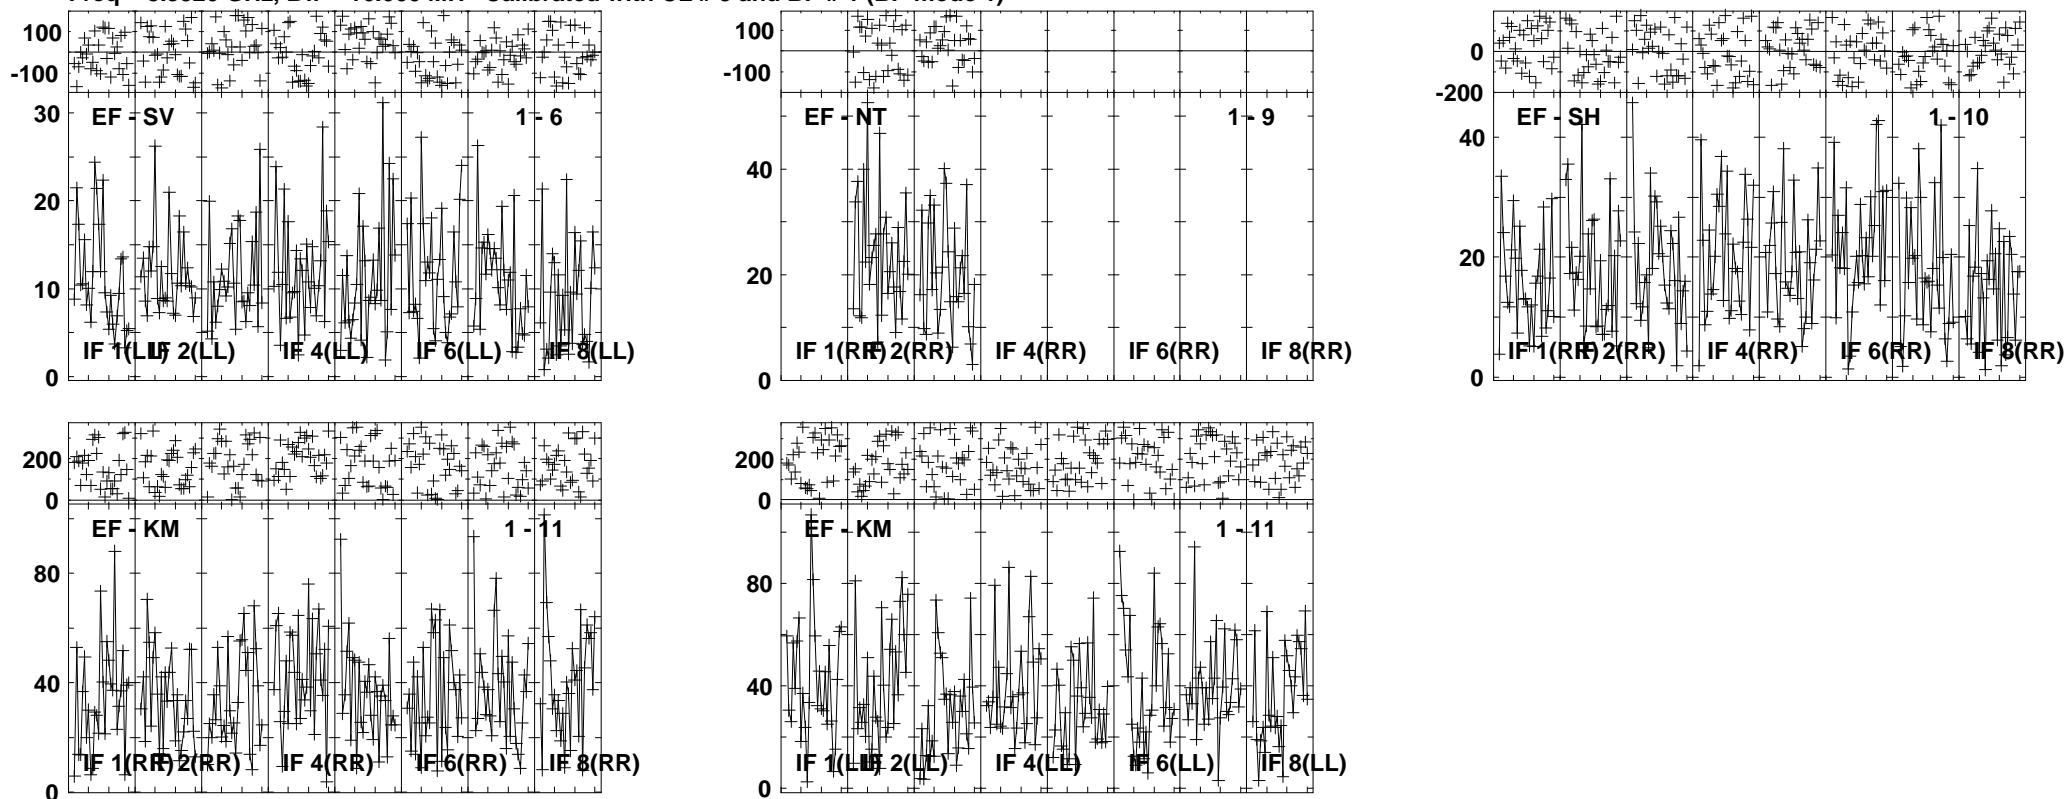 100
0
-100
EF - SV 1 - 6
30
20
10
0
IF 1(LL) IF 2(LL) IF 4(LL) IF 6(LL) IF 8(LL)
100
-100
EF - NT 1 - 9
40
20
0
IF 1(RR) IF 2(RR) IF 4(RR) IF 6(RR) IF 8(RR)
0
-200
EF - SH 1 - 10
40
20
0
IF 1(RR) IF 2(RR) IF 4(RR) IF 6(RR) IF 8(RR)
200
0
EF - KM 1 - 11
80
40
0
IF 1(RR) IF 2(RR) IF 4(RR) IF 6(RR) IF 8(RR)
200
0
EF - KM 1 - 11
80
40
0
IF 1(LL) IF 2(LL) IF 4(LL) IF 6(LL) IF 8(LL)